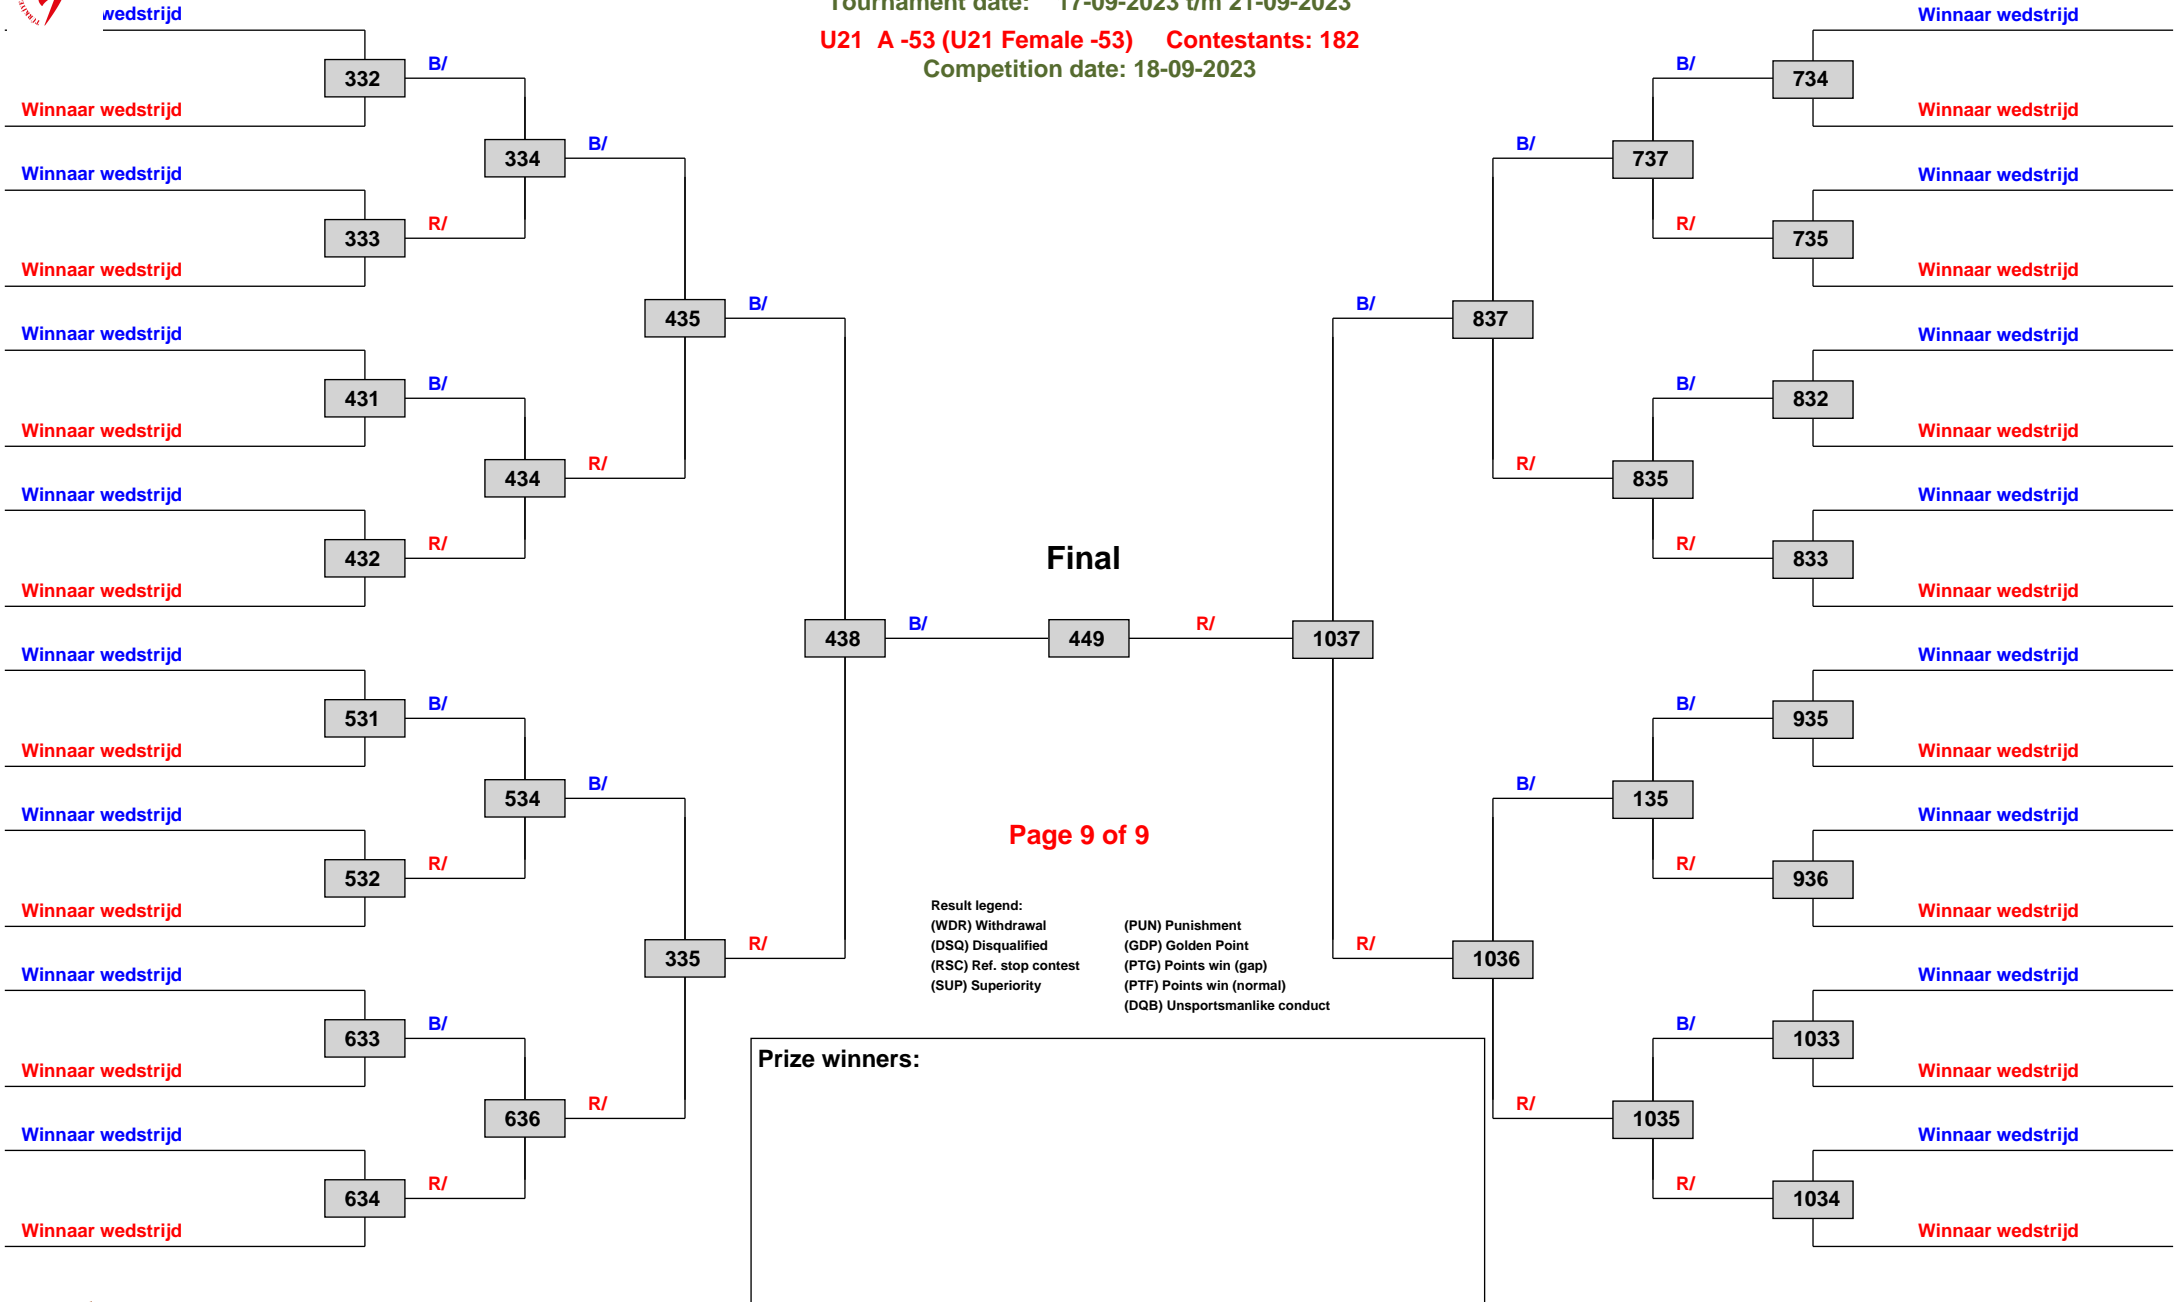 wedstrijd
Tournament date: 17-09-2023 t/m 21-09-2023
Winnaar wedstrijd
U21 A -53 (U21 Female -53) Contestants: 182
Competition date: 18-09-2023
332
B/
B/
734
Winnaar wedstrijd
Winnaar wedstrijd
334
B/
B/
737
Winnaar wedstrijd
Winnaar wedstrijd
333
R/
R/
735
Winnaar wedstrijd
Winnaar wedstrijd
435
B/
B/
837
Winnaar wedstrijd
Winnaar wedstrijd
431
B/
B/
832
Winnaar wedstrijd
Winnaar wedstrijd
434
R/
R/
835
Winnaar wedstrijd
Winnaar wedstrijd
432
R/
Final
R/
833
Winnaar wedstrijd
Winnaar wedstrijd
438
B/
449
R/
1037
Winnaar wedstrijd
Winnaar wedstrijd
531
B/
B/
935
Winnaar wedstrijd
Winnaar wedstrijd
534
B/
B/
135
Winnaar wedstrijd
Winnaar wedstrijd
Page 9 of 9
532
R/
R/
936
Winnaar wedstrijd
Winnaar wedstrijd
Result legend:
(WDR) Withdrawal (PUN) Punishment
(DSQ) Disqualified (GDP) Golden Point
(RSC) Ref. stop contest (PTG) Points win (gap)
(SUP) Superiority (PTF) Points win (normal)
(DQB) Unsportsmanlike conduct
335
R/
R/
1036
Winnaar wedstrijd
Winnaar wedstrijd
633
B/
B/
1033
Prize winners:
Winnaar wedstrijd
Winnaar wedstrijd
636
R/
R/
1035
Winnaar wedstrijd
Winnaar wedstrijd
634
R/
R/
1034
Winnaar wedstrijd
Winnaar wedstrijd